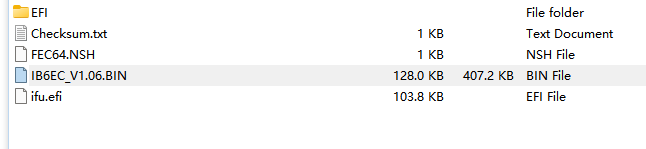 EFI File folder
Checksum.txt 1 KB Text Document
FEC64.NSH 1 KB NSH File
IB6EC_V1.06.BIN 128.0 KB 407.2 KB BIN File
ifu.efi 103.8 KB EFI File